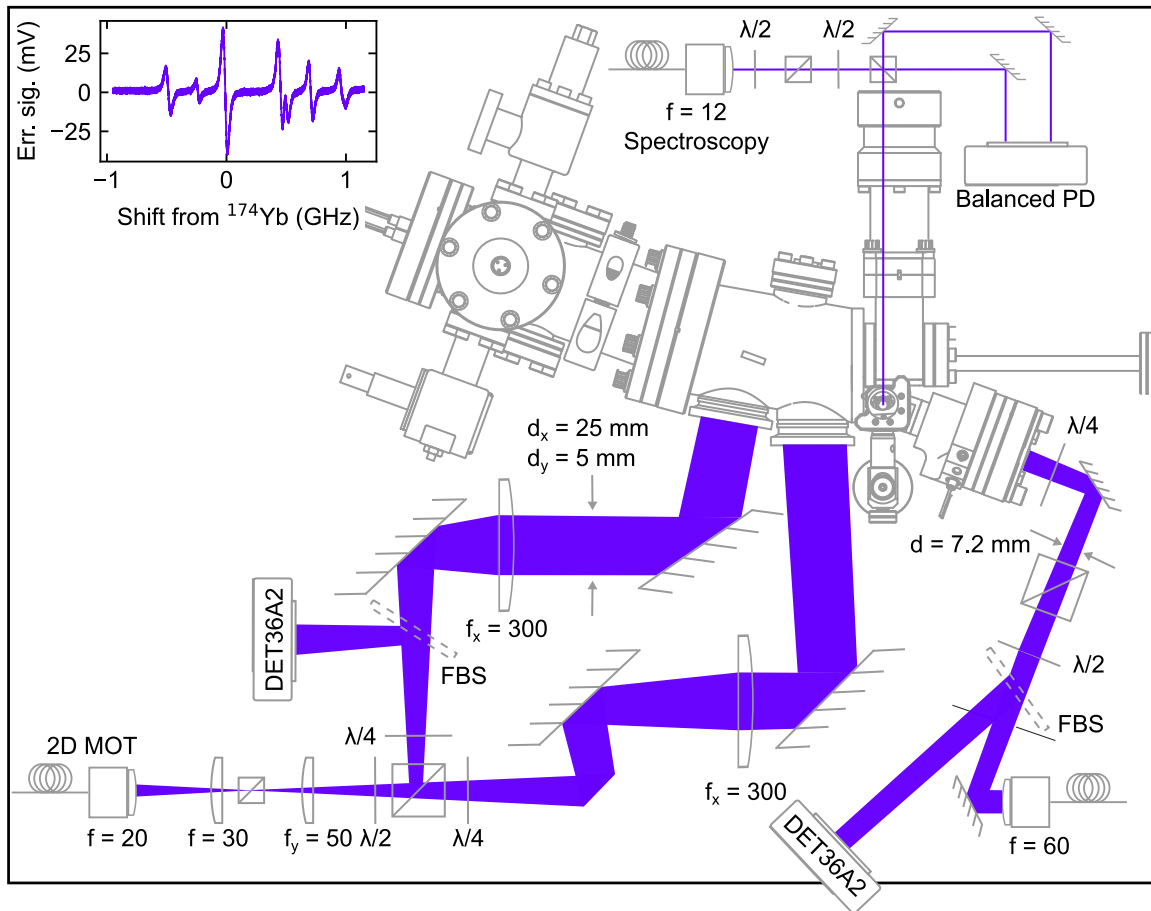 Err. sig. (mV)
25
0
−25
−1
0
1
Shift from ¹⁷⁴Yb (GHz)
λ/2
λ/2
f = 12
Spectroscopy
Balanced PD
dₓ = 25 mm
d_y = 5 mm
λ/4
d = 7.2 mm
DET36A2
fₓ = 300
FBS
λ/2
FBS
λ/4
2D MOT
fₓ = 300
f = 20
f = 30
f_y = 50
λ/2
λ/4
DET36A2
f = 60